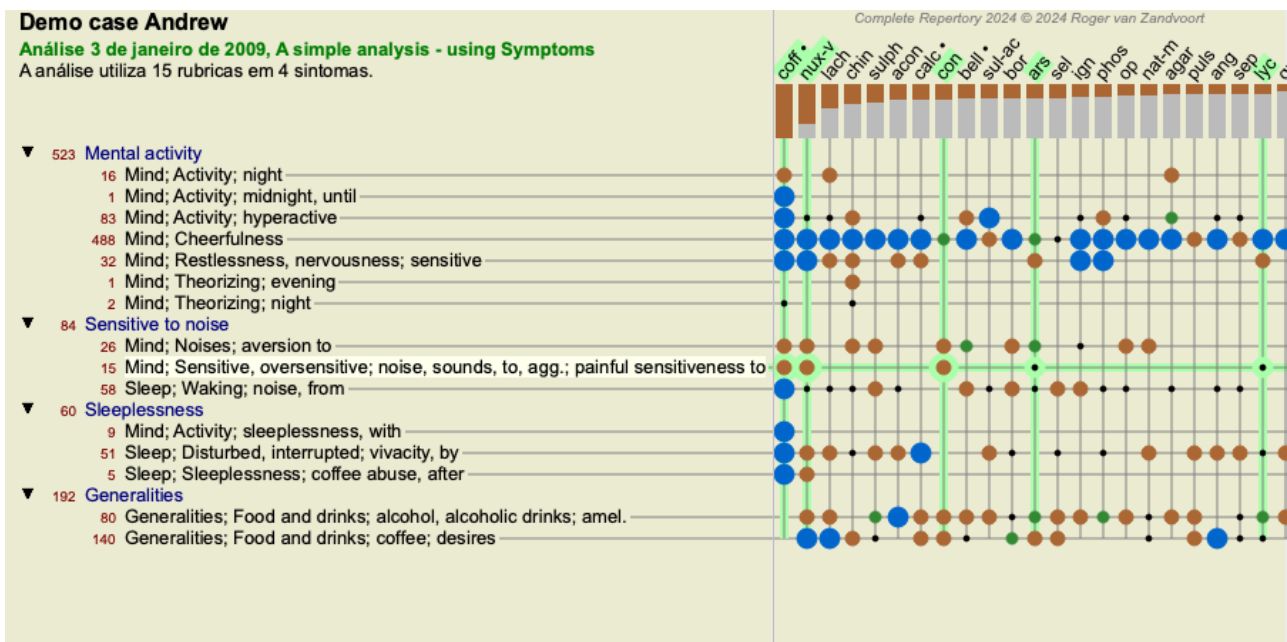 Demo case Andrew
Complete Repertory 2024 © 2024 Roger van Zandvoort
Análise 3 de janeiro de 2009, A simple analysis - using Symptoms
A análise utiliza 15 rubricas em 4 sintomas.
coff • nux-v lach chin sulph acon calc • con bell • sul-ac bor ars sel ign phos op nat-m agar puls ang sep lyc
523 Mental activity
16 Mind; Activity; night
1 Mind; Activity; midnight, until
83 Mind; Activity; hyperactive
488 Mind; Cheerfulness
32 Mind; Restlessness, nervousness; sensitive
1 Mind; Theorizing; evening
2 Mind; Theorizing; night
84 Sensitive to noise
26 Mind; Noises; aversion to
15 Mind; Sensitive, oversensitive; noise, sounds, to, agg.; painful sensitiveness to
58 Sleep; Waking; noise, from
60 Sleeplessness
9 Mind; Activity; sleeplessness, with
51 Sleep; Disturbed, interrupted; vivacity, by
5 Sleep; Sleeplessness; coffee abuse, after
192 Generalities
80 Generalities; Food and drinks; alcohol, alcoholic drinks; amel.
140 Generalities; Food and drinks; coffee; desires